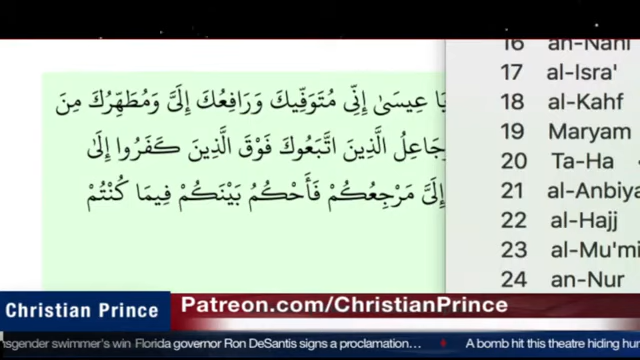 يَا عِيسَىٰ إِنِّي مُتَوَفِّيكَ وَرَافِعُكَ إِلَيَّ وَمُطَهِّرُكَ مِنَ
جَاعِلُ الَّذِينَ اتَّبَعُوكَ فَوْقَ الَّذِينَ كَفَرُوا إِلَىٰ
إِلَيَّ مَرْجِعُكُمْ فَأَحْكُمُ بَيْنَكُمْ فِيمَا كُنْتُمْ
16 an-Nahl
17 al-Isra'
18 al-Kahf
19 Maryam
20 Ta-Ha
21 al-Anbiya
22 al-Hajj
23 al-Mu'mi
24 an-Nur
Christian Prince
Patreon.com/ChristianPrince
nsgender swimmer's win Florida governor Ron DeSantis signs a proclamation... A bomb hit this theatre hiding hu